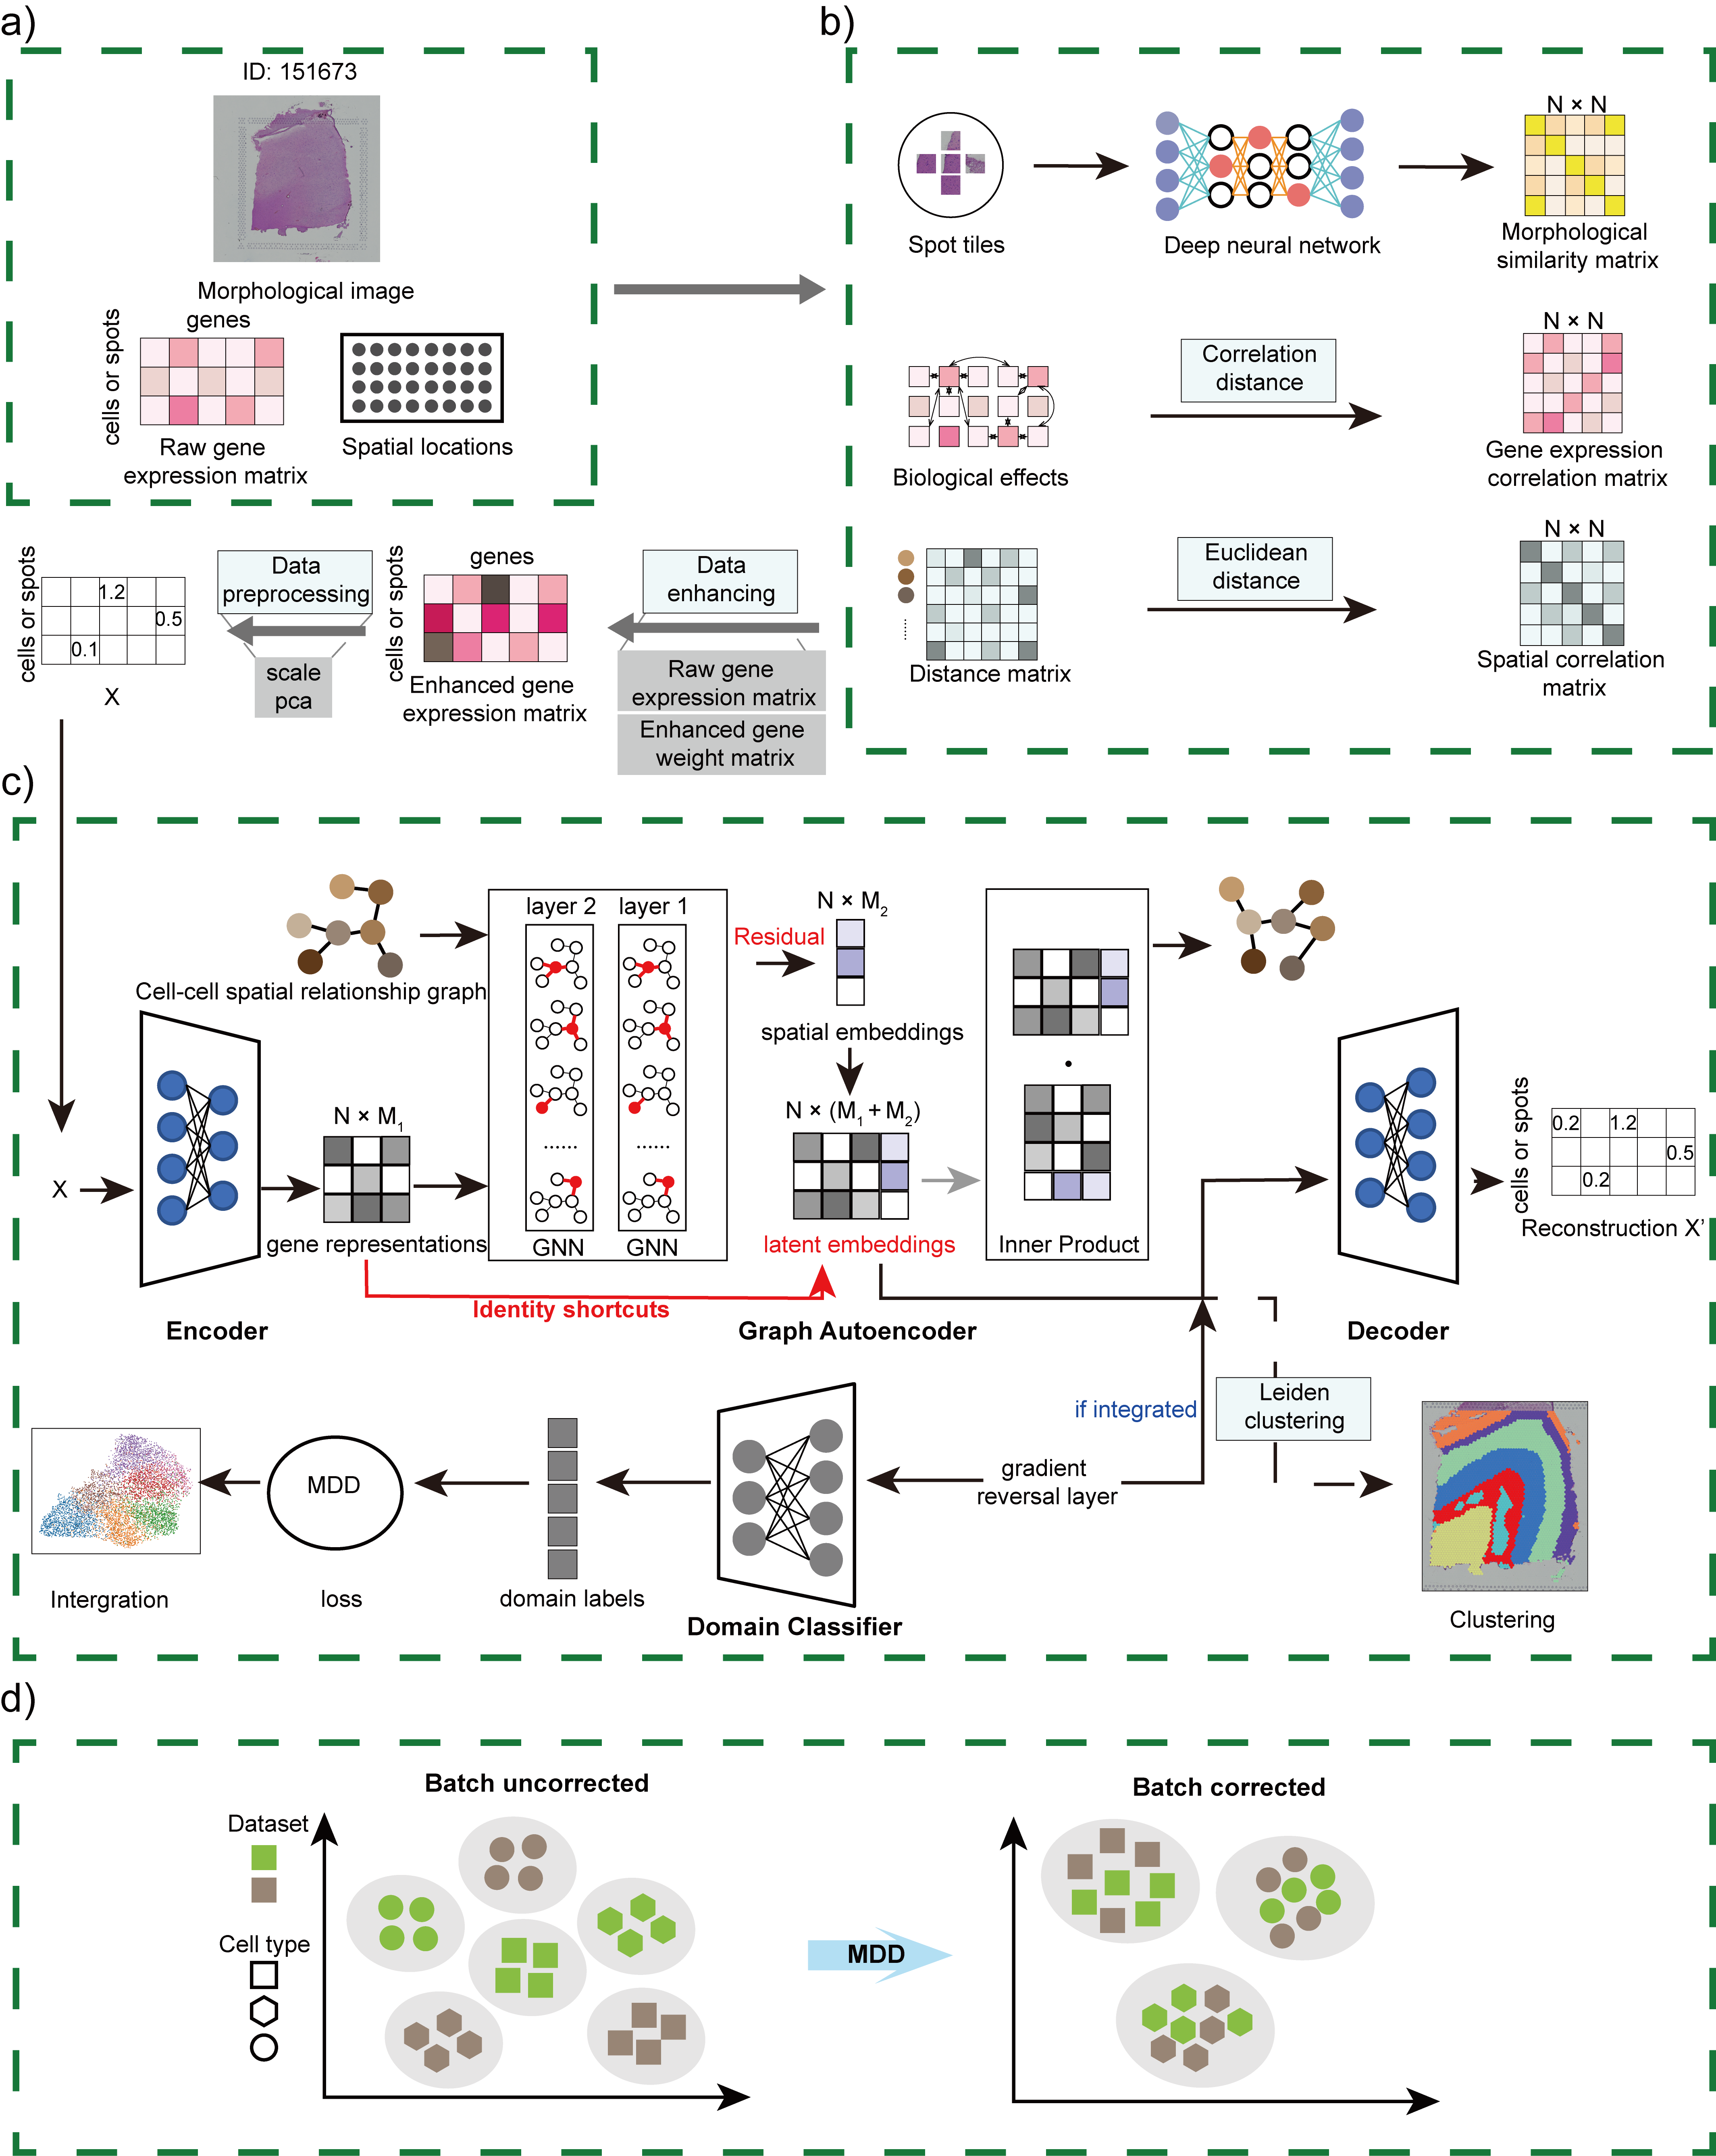 a)
ID: 151673
Morphological image
genes
cells or spots
Raw gene
expression matrix
Spatial locations
b)
Spot tiles
Deep neural network
N × N
Morphological
similarity matrix
Biological effects
Correlation
distance
N × N
Gene expression
correlation matrix
Distance matrix
Euclidean
distance
N × N
Spatial correlation
matrix
cells or spots
1.2
0.5
0.1
X
Data
preprocessing
scale
pca
genes
cells or spots
Enhanced gene
expression matrix
Data
enhancing
Raw gene
expression matrix
Enhanced gene
weight matrix
c)
Cell-cell spatial relationship graph
layer 2
layer 1
GNN
GNN
Residual
N × M2
spatial embeddings
N × (M1 + M2)
latent embeddings
Inner Product
X
N × M1
gene representations
Identity shortcuts
Encoder
Graph Autoencoder
Decoder
cells or spots
0.2
1.2
0.5
0.2
Reconstruction X’
if integrated
Leiden
clustering
gradient
reversal layer
MDD
Intergration
loss
domain labels
Domain Classifier
Clustering
d)
Batch uncorrected
Batch corrected
Dataset
Cell type
MDD